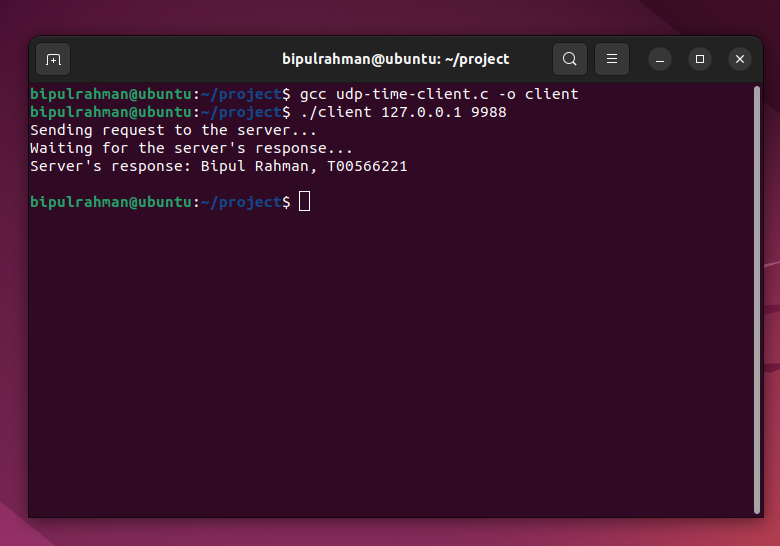 bipulrahman@ubuntu: ~/project
bipulrahman@ubuntu:~/project$ gcc udp-time-client.c -o client
bipulrahman@ubuntu:~/project$ ./client 127.0.0.1 9988
Sending request to the server...
Waiting for the server's response...
Server's response: Bipul Rahman, T00566221
bipulrahman@ubuntu:~/project$